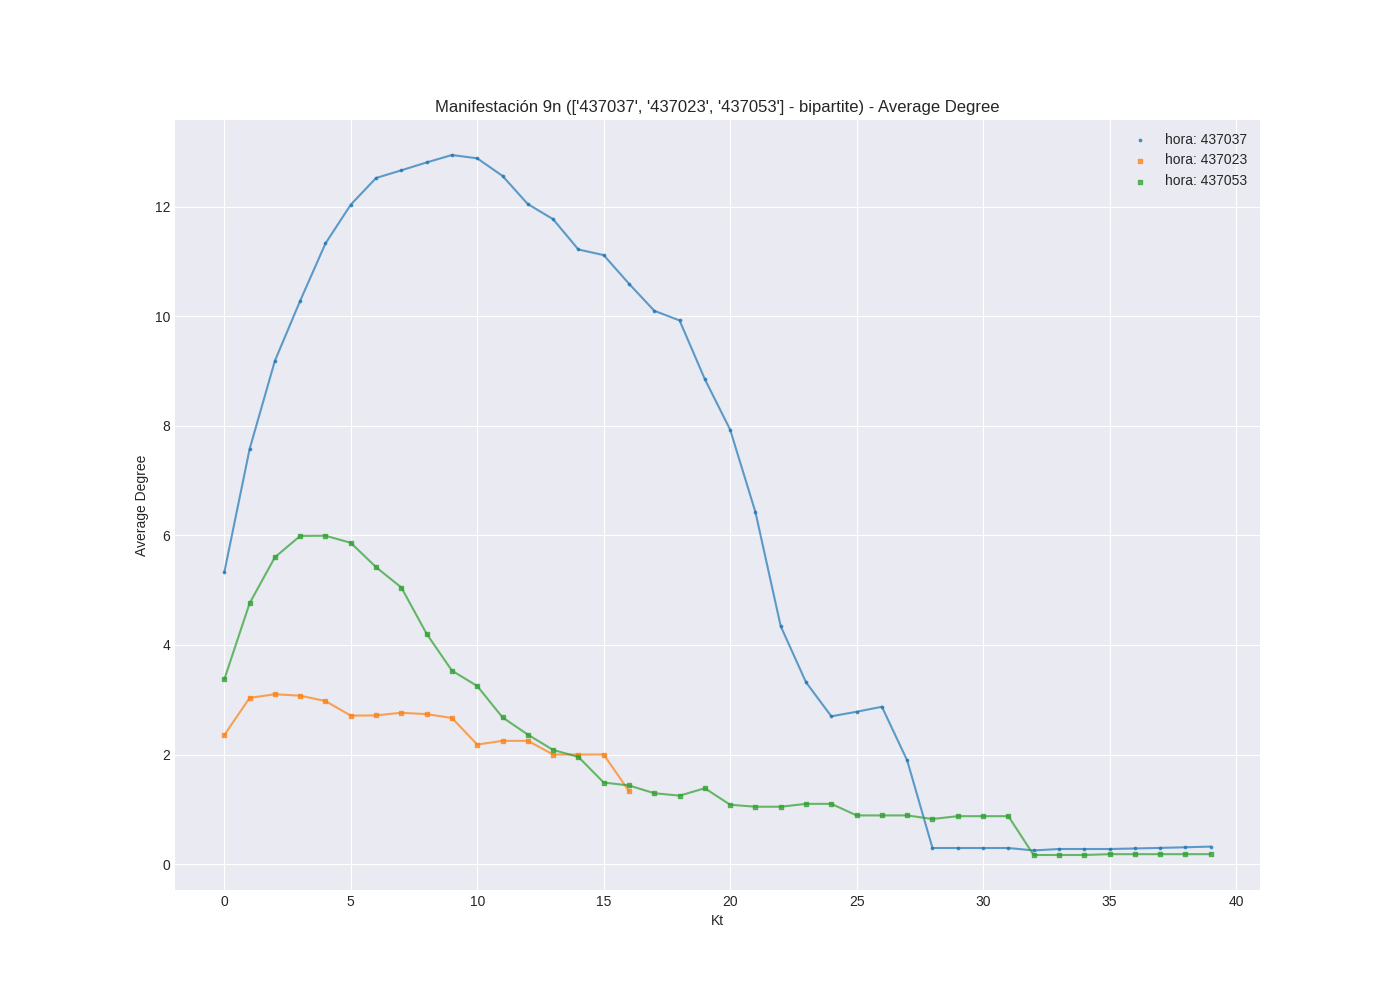 Manifestación 9n (['437037', '437023', '437053'] - bipartite) - Average Degree
hora: 437037
hora: 437023
hora: 437053
12
10
8
6
4
2
0
Average Degree
0 5 10 15 20 25 30 35 40
Kt